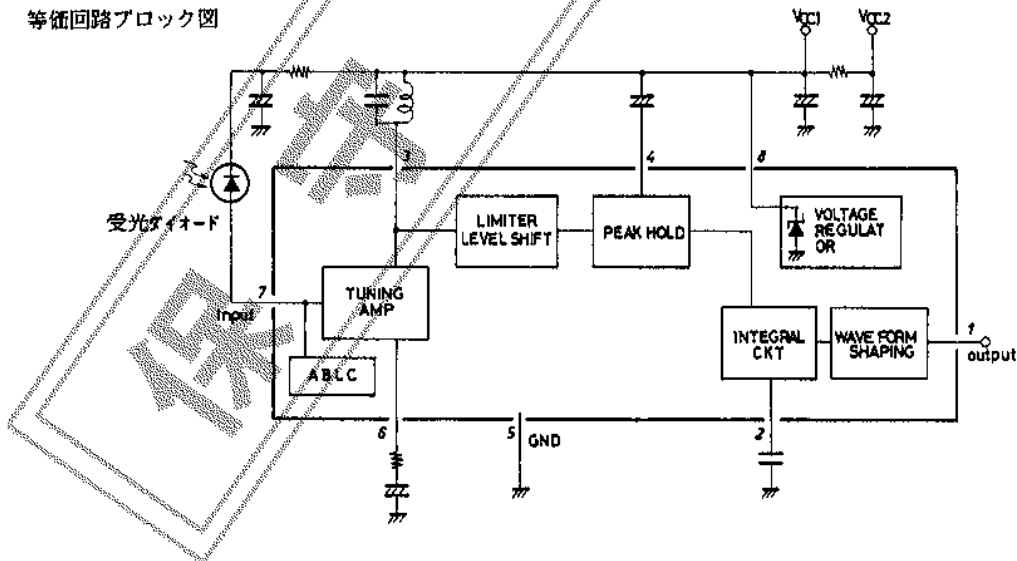 等価回路ブロック図
VCC1
VCC2
3
4
8
受光ダイオード
LIMITER
LEVEL SHIFT
PEAK HOLD
VOLTAGE
REGULAT
OR
7
Input
TUNING
AMP
A B L C
INTEGRAL
CKT
WAVE FORM
SHAPING
1
output
6
5
GND
2
保守